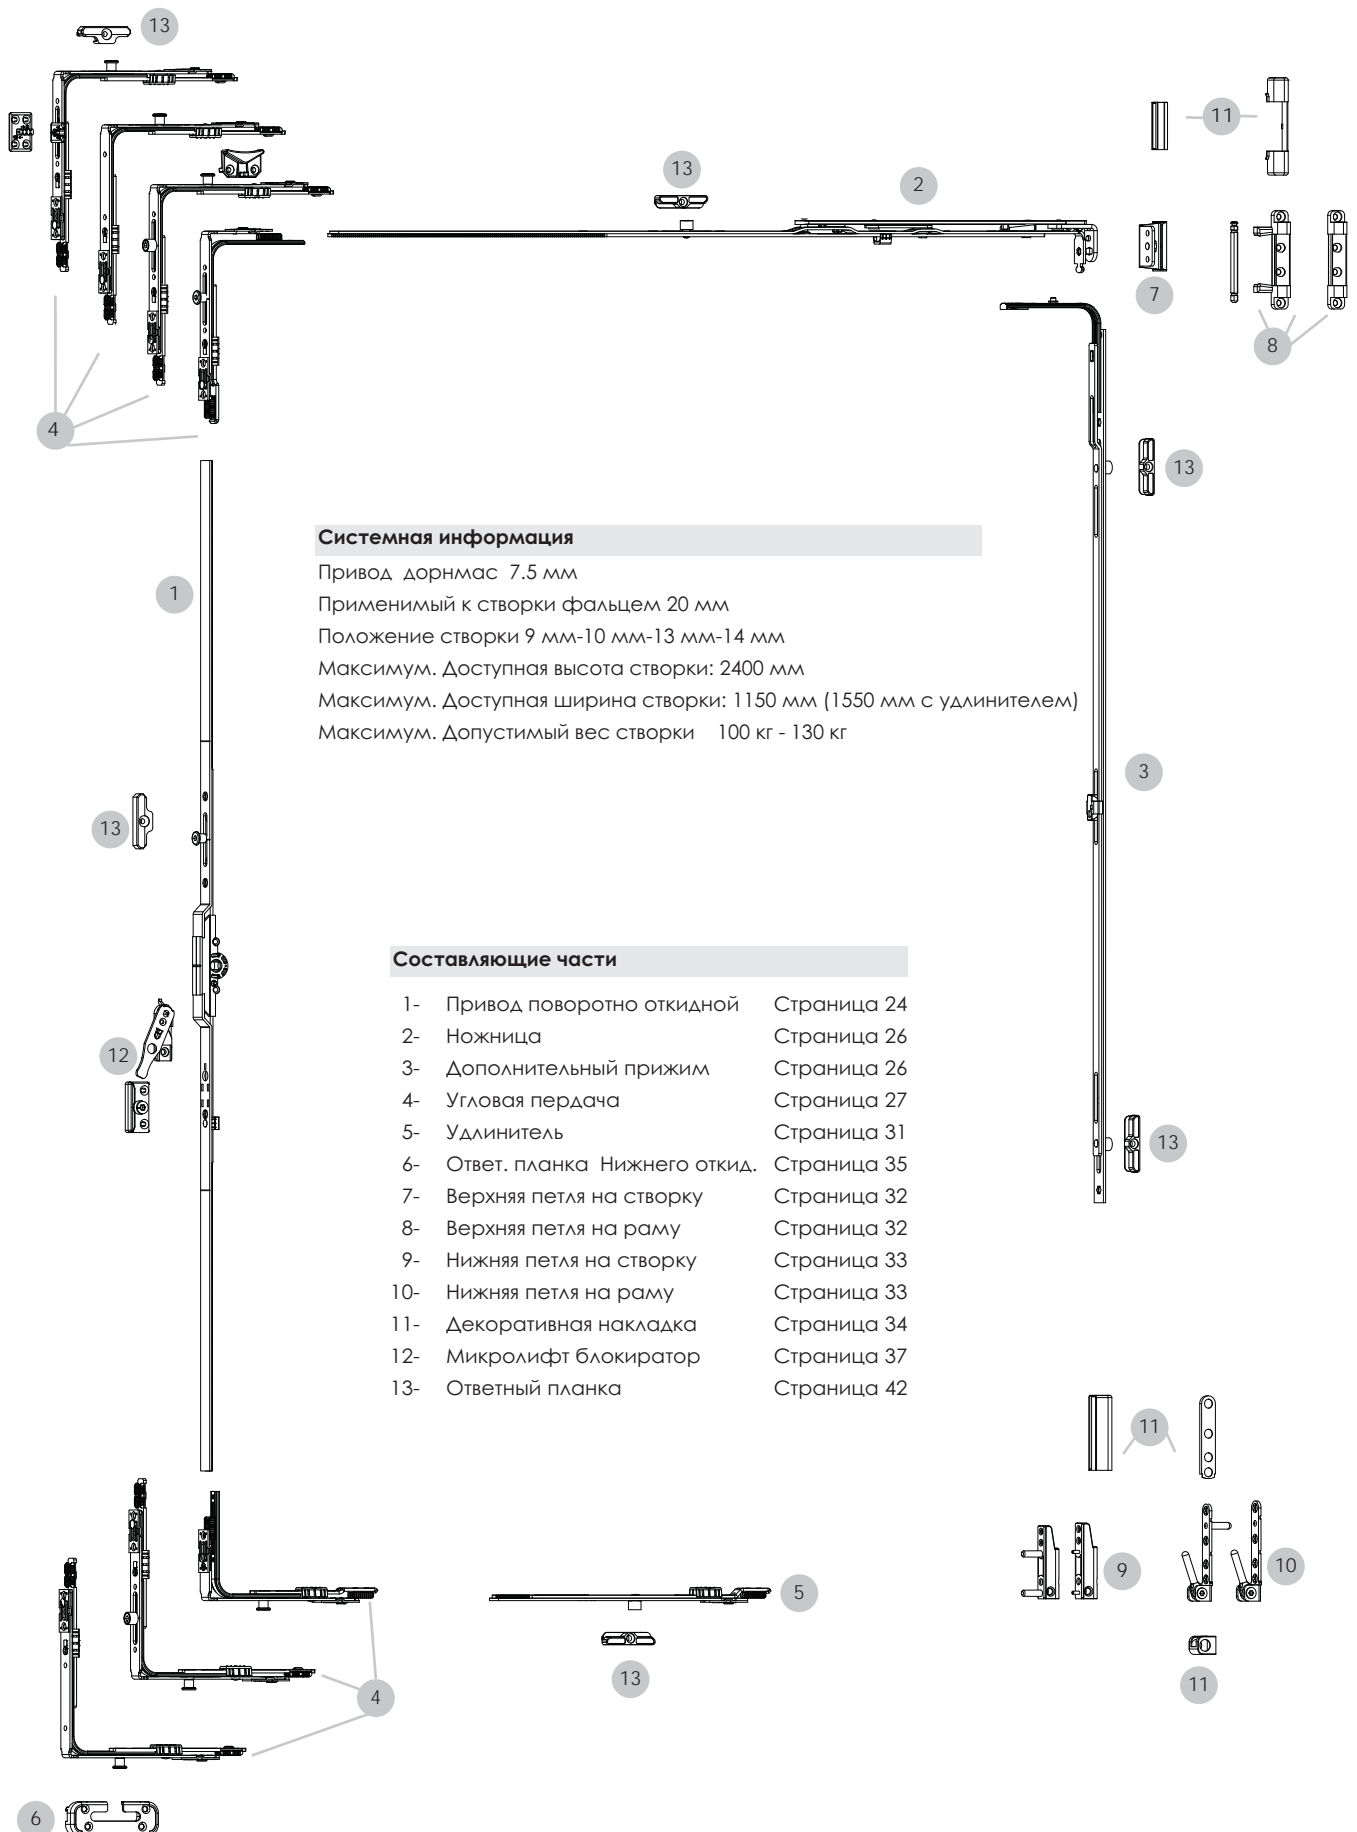 13
11
13
2
7
8
4
13
Системная информация
Привод дорнмас 7.5 мм
1
Применимый к створки фальцем 20 мм
Положение створки 9 мм-10 мм-13 мм-14 мм
Максимум. Доступная высота створки: 2400 мм
Максимум. Доступная ширина створки: 1150 мм (1550 мм с удлинителем)
Максимум. Допустимый вес створки 100 кг - 130 кг
3
13
Составляющие части
1- Привод поворотно откидной Страница 24
2- Ножница Страница 26
12
3- Дополнительный прижим Страница 26
4- Угловая пердача Страница 27
5- Удлинитель Страница 31
13
6- Ответ. планка Нижнего откид. Страница 35
7- Верхняя петля на створку Страница 32
8- Верхняя петля на раму Страница 32
9- Нижняя петля на створку Страница 33
10- Нижняя петля на раму Страница 33
11- Декоративная накладка Страница 34
12- Микролифт блокиратор Страница 37
13- Ответный планка Страница 42
11
9
10
5
13
11
4
6